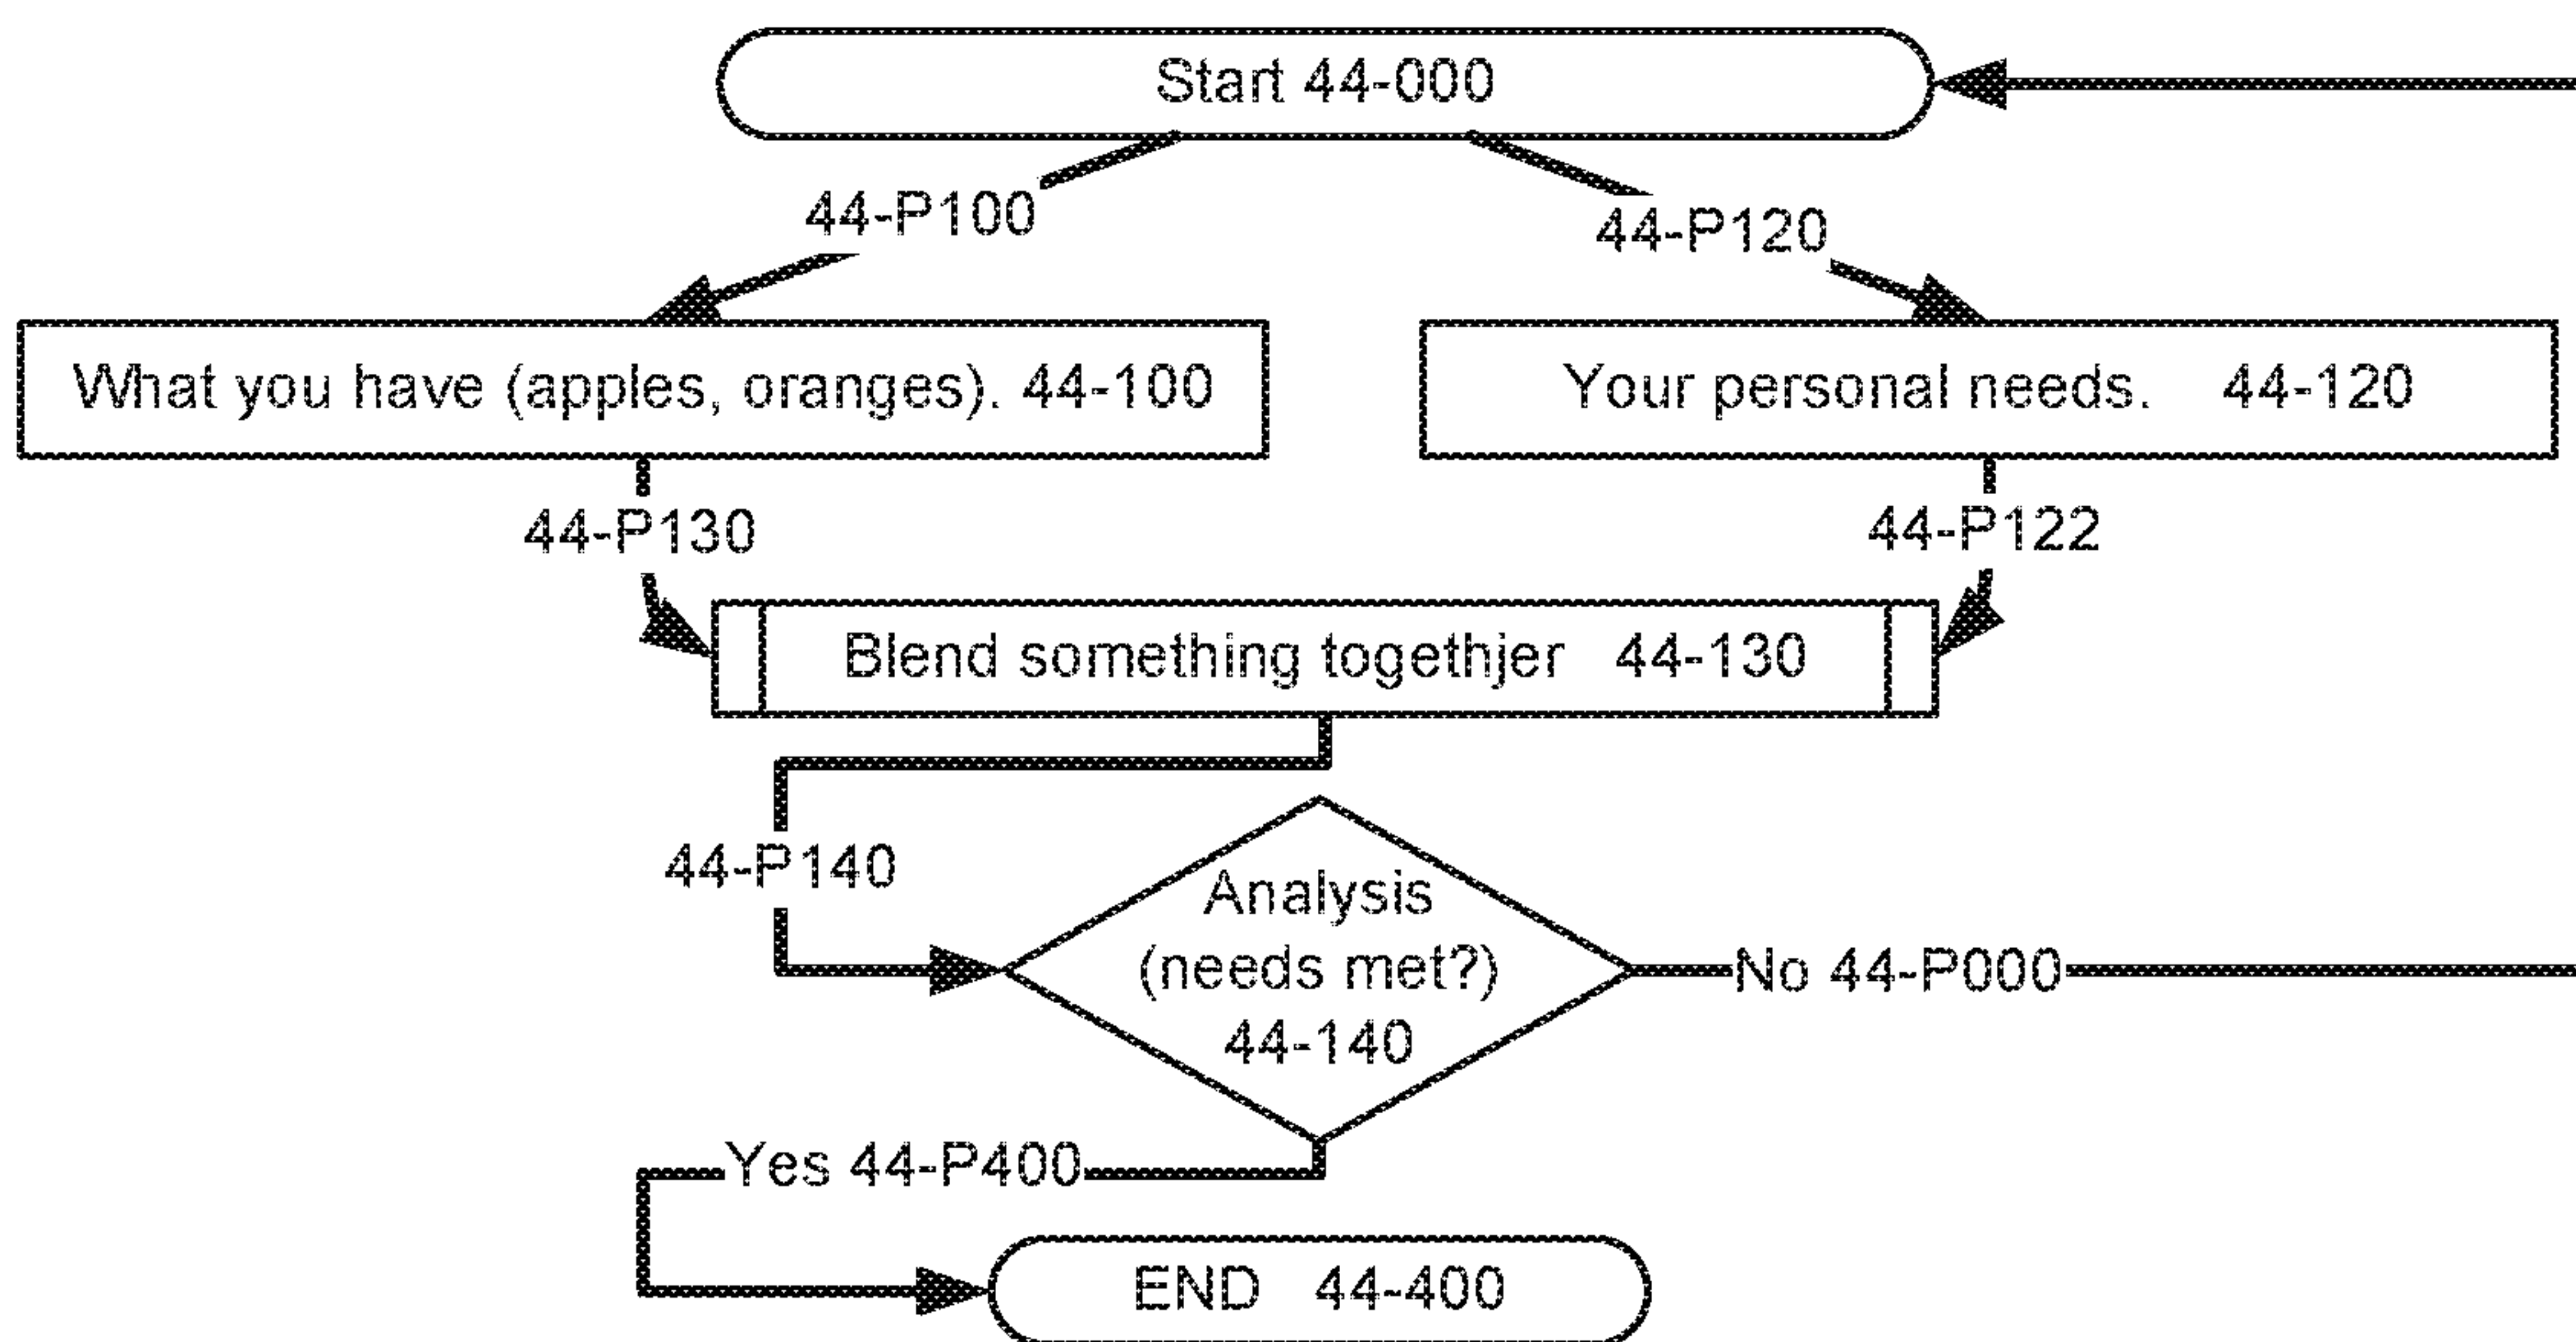 Start 44-000
44-P100
44-P120
What you have (apples, oranges). 44-100
Your personal needs. 44-120
44-P130
44-P122
Blend something togethjer 44-130
44-P140
Analysis
(needs met?)
44-140
No 44-P000
Yes 44-P400
END 44-400